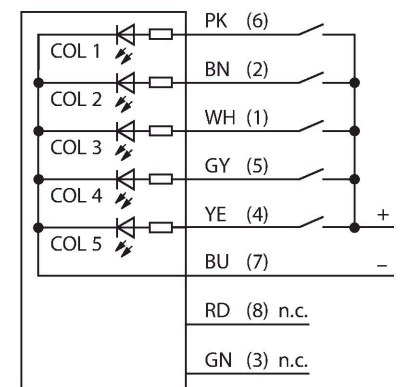 PK (6)
COL 1
BN (2)
COL 2
WH (1)
COL 3
GY (5)
COL 4
YE (4)
+
COL 5
BU (7)
–
RD (8) n.c.
GN (3) n.c.